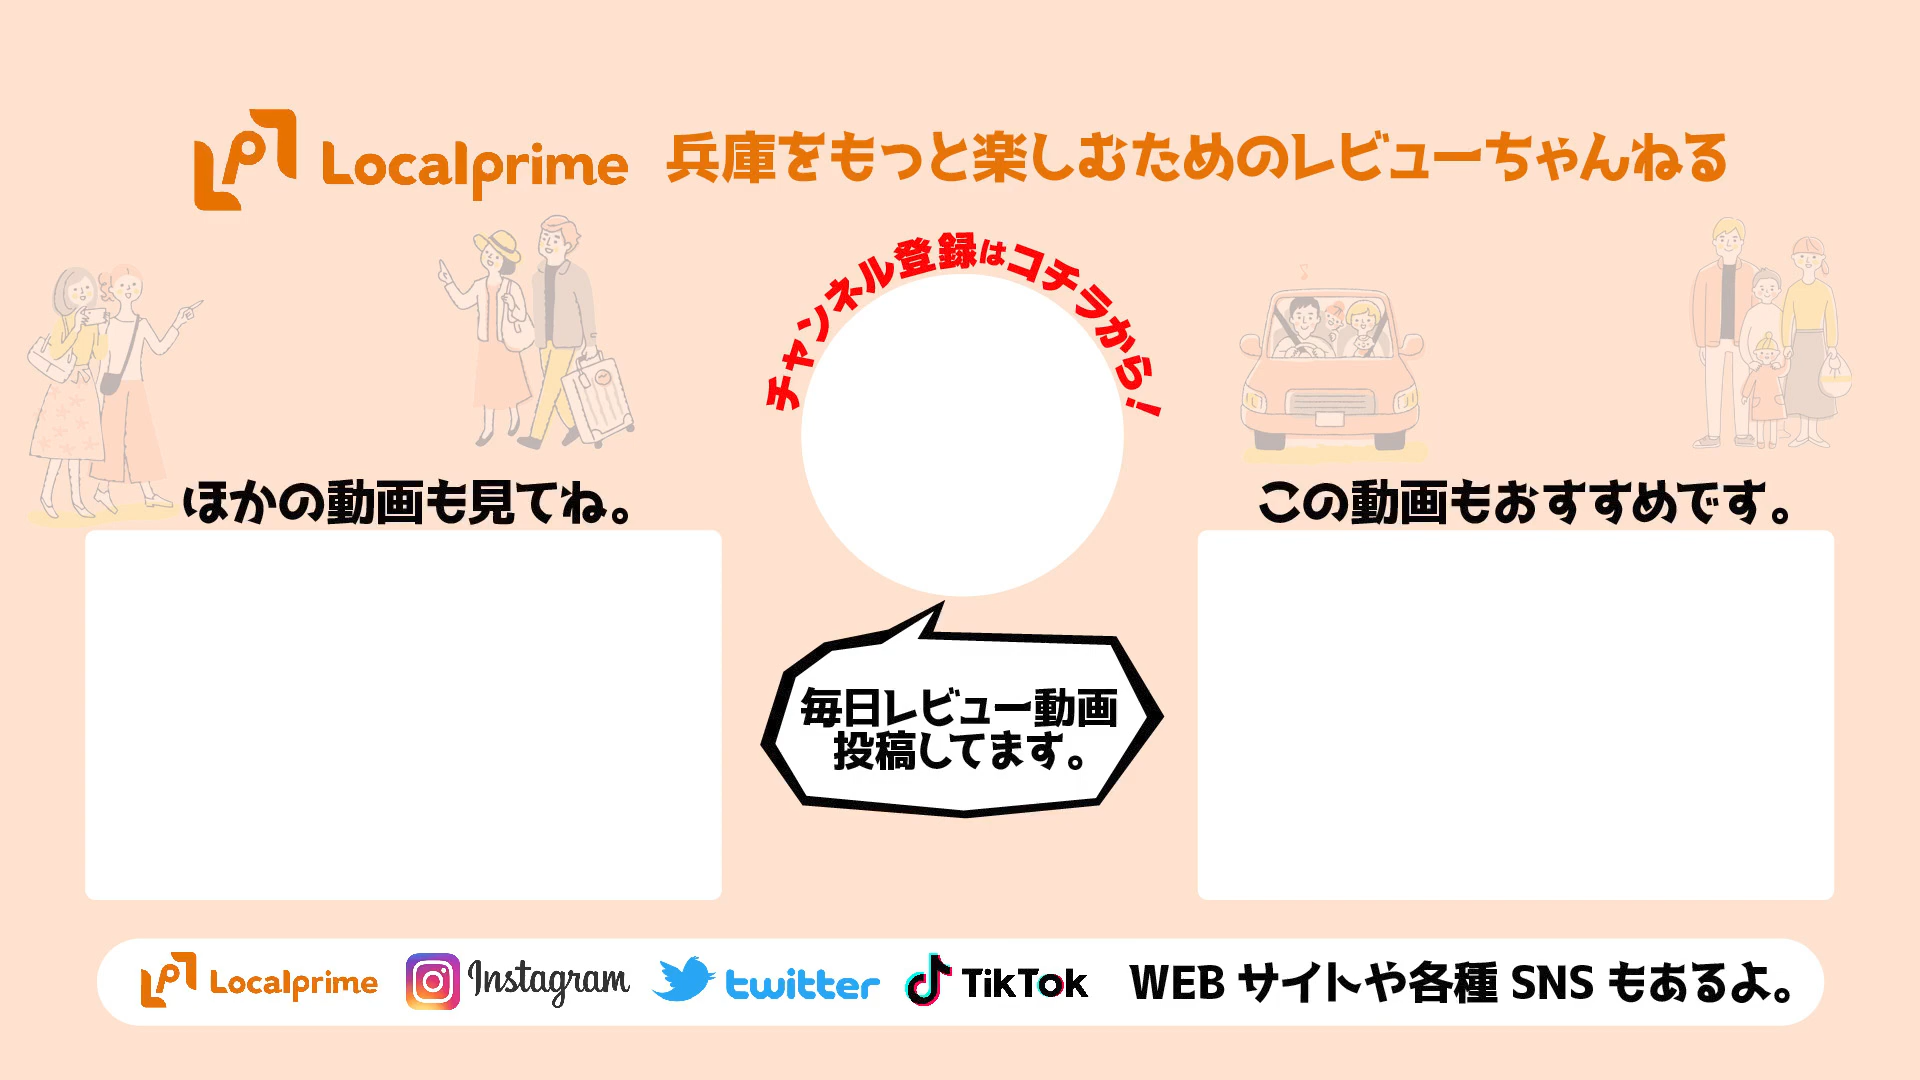 Localprime 兵庫をもっと楽しむためのレビューちゃんねる
チャンネル登録はコチラから!
ほかの動画も見てね。
この動画もおすすめです。
毎日レビュー動画
投稿してます。
Localprime Instagram twitter TikTok WEB サイトや各種 SNS もあるよ。